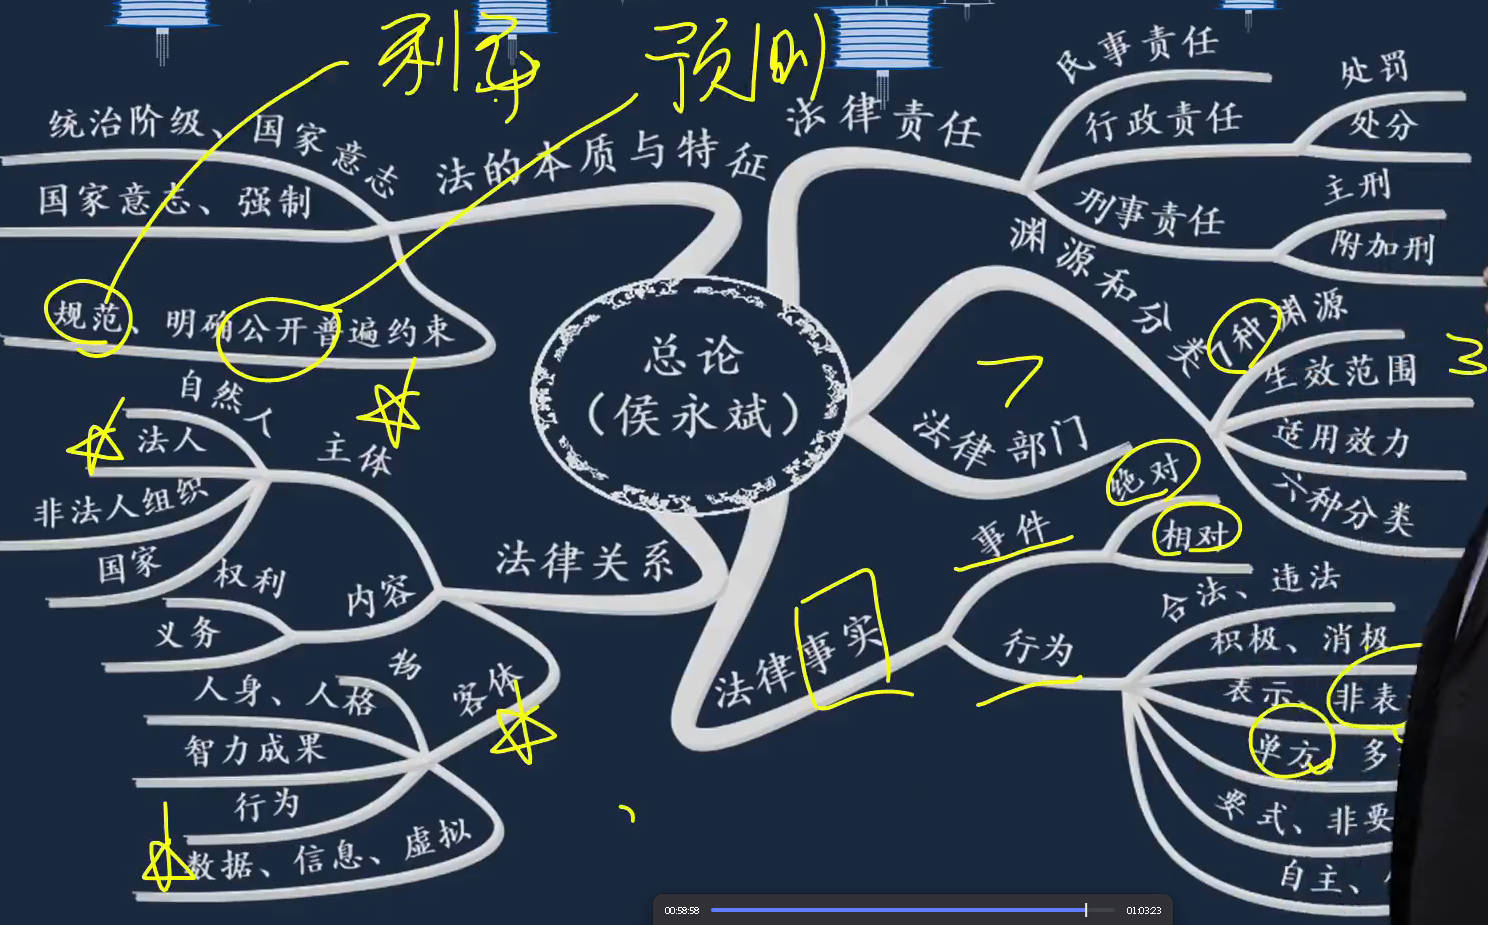 利导
预测
统治阶级、国家意志
国家意志、强制
规范、明确公开普遍约束
法的本质与特征
法律责任
民事责任
行政责任
处罚
处分
刑事责任
主刑
附加刑
总论
（侯永斌）
渊源和分类
7种渊源
生效范围
3
适用效力
六种分类
7
法律部门
自然人
法人
非法人组织
国家
主体
法律关系
内容
权利
义务
客体
物
人身、人格
智力成果
行为
数据、信息、虚拟
法律事实
事件
绝对
相对
行为
合法、违法
积极、消极
表示、非表
单方、多
要式、非要
自主、
00:58:58
01:03:23